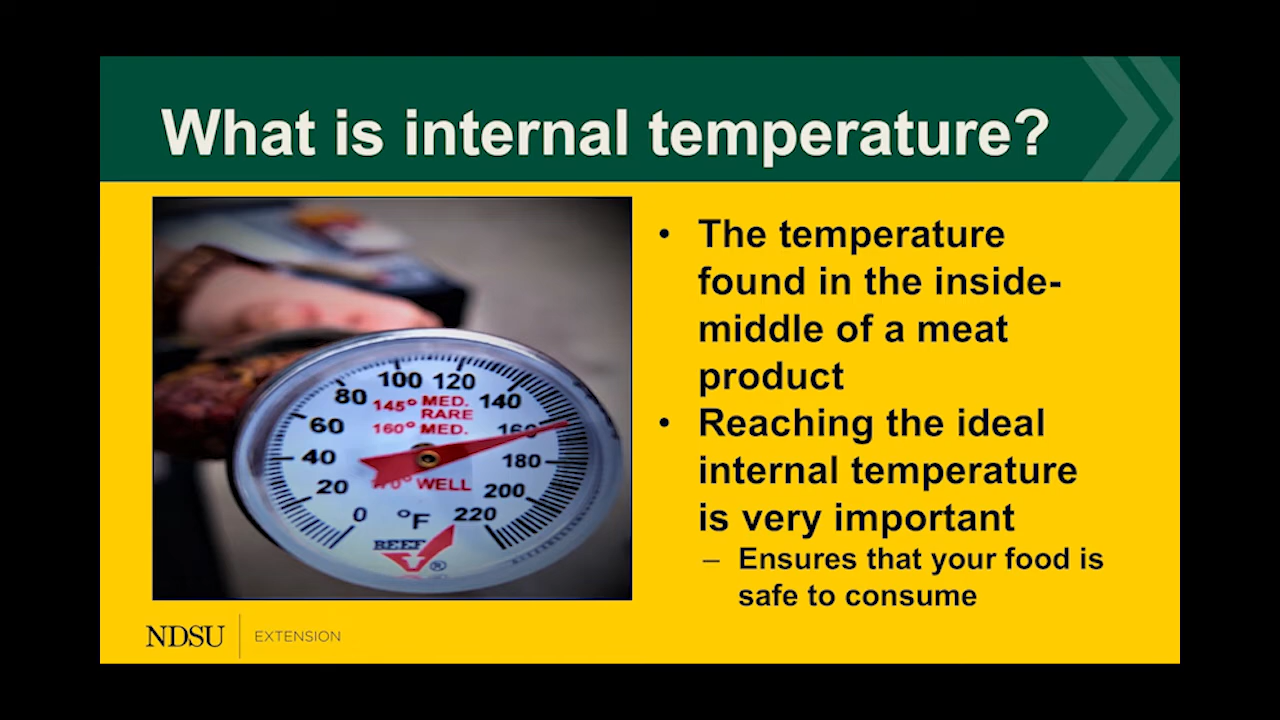 What is internal temperature?
• The temperature
found in the inside-
middle of a meat
product
• Reaching the ideal
internal temperature
is very important
– Ensures that your food is
safe to consume
100 120
80 145° MED. 140
RARE
60 160° MED. 160
40 180
20 WELL 200
0 °F 220
BEEF
®
NDSU EXTENSION